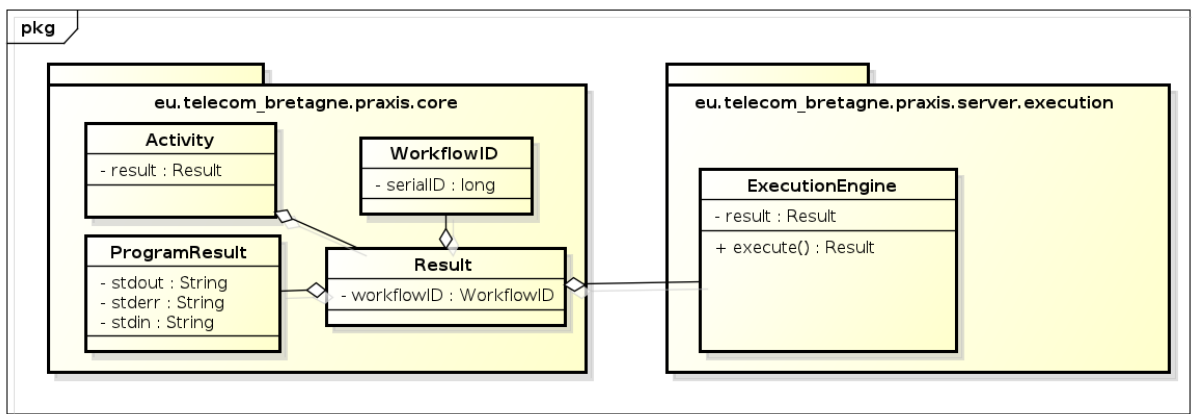 pkg
eu.telecom_bretagne.praxis.core
Activity
- result : Result
WorkflowID
- serialID : long
ProgramResult
- stdout : String
- stderr : String
- stdin : String
Result
- workflowID : WorkflowID
eu.telecom_bretagne.praxis.server.execution
ExecutionEngine
- result : Result
+ execute() : Result